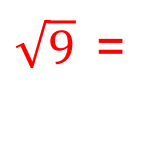 √9 =